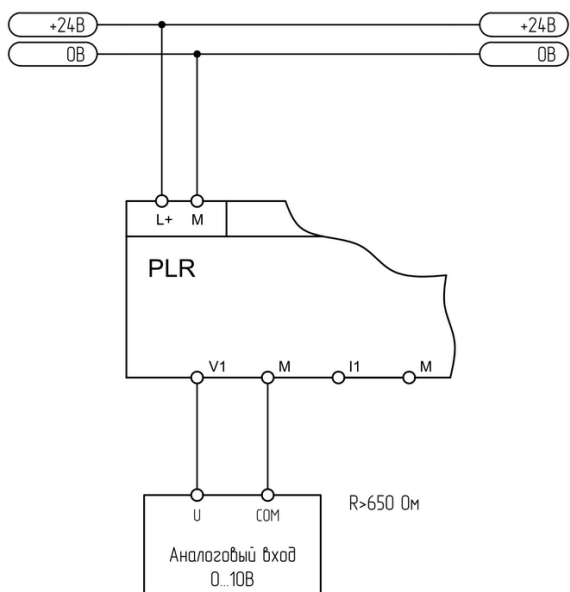 +24В +24В
0В 0В
L+ M
PLR
V1 M I1 M
U COM R>650 Ом
Аналоговый вход
0...10В